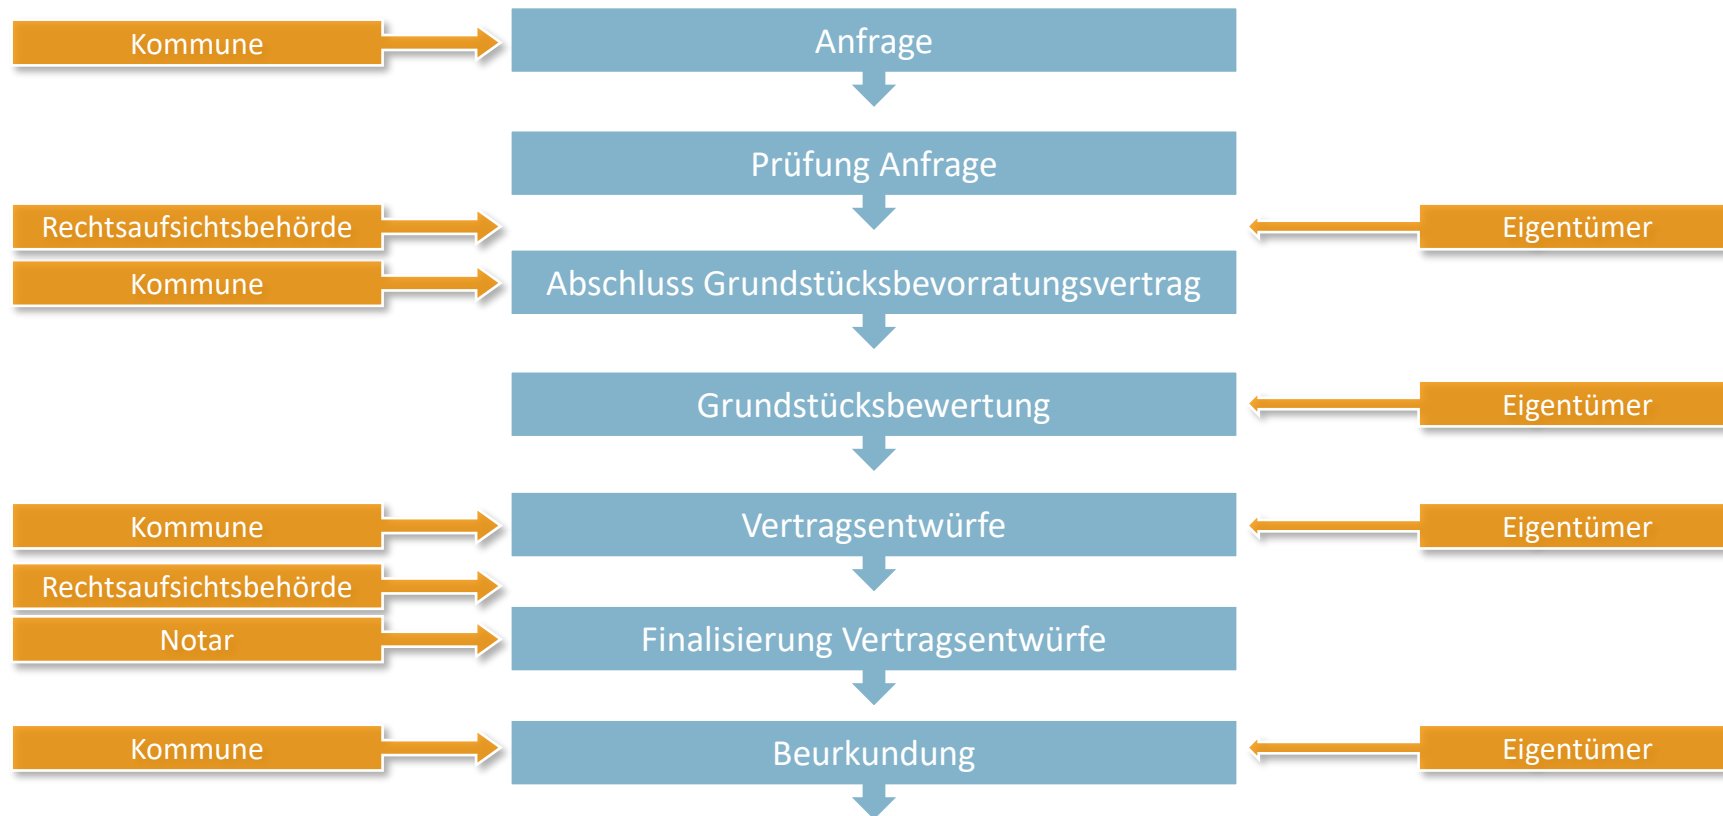 Kommune
Anfrage
Prüfung Anfrage
Rechtsaufsichtsbehörde
Eigentümer
Kommune
Abschluss Grundstücksbevorratungsvertrag
Grundstücksbewertung
Eigentümer
Kommune
Vertragsentwürfe
Eigentümer
Rechtsaufsichtsbehörde
Notar
Finalisierung Vertragsentwürfe
Kommune
Beurkundung
Eigentümer